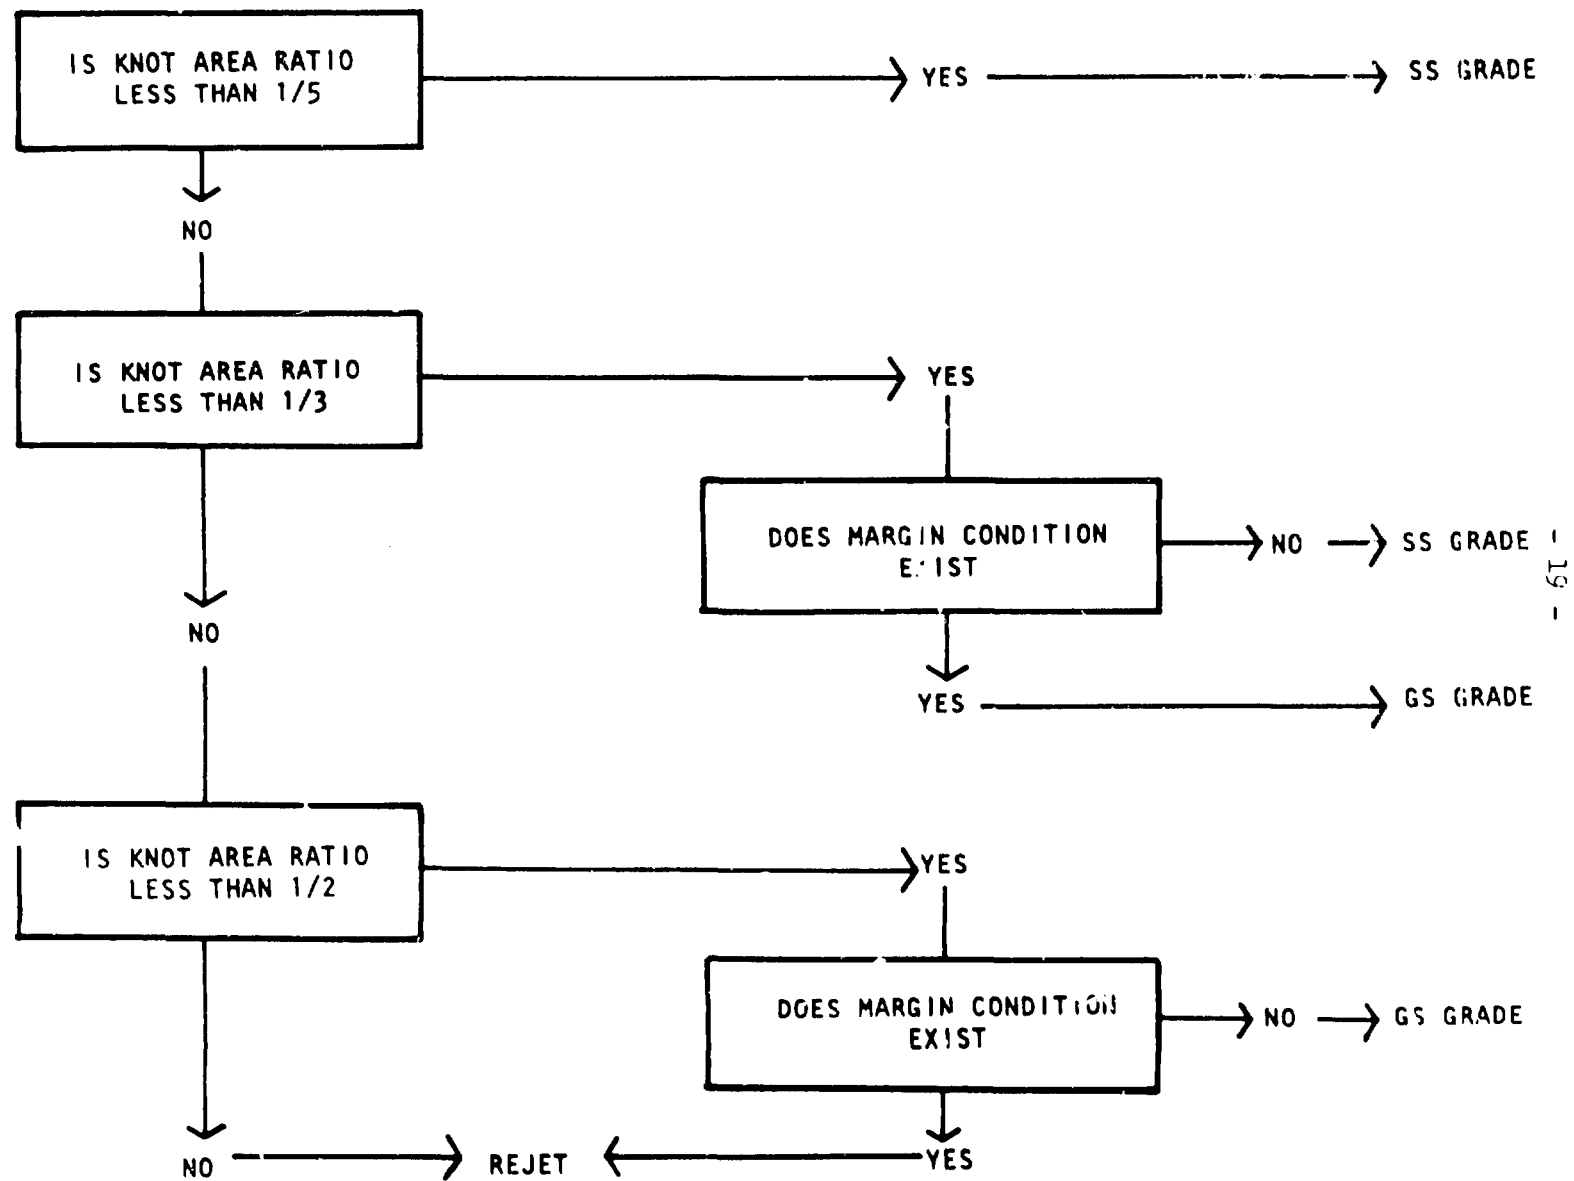 IS KNOT AREA RATIO
LESS THAN 1/5
YES
SS GRADE
NO
IS KNOT AREA RATIO
LESS THAN 1/3
YES
DOES MARGIN CONDITION
NO
SS GRADE
- 19 -
NO
YES
GS GRADE
IS KNOT AREA RATIO
LESS THAN 1/2
YES
DOES MARGIN CONDITION
EXIST
NO
GS GRADE
NO
REJET
YES